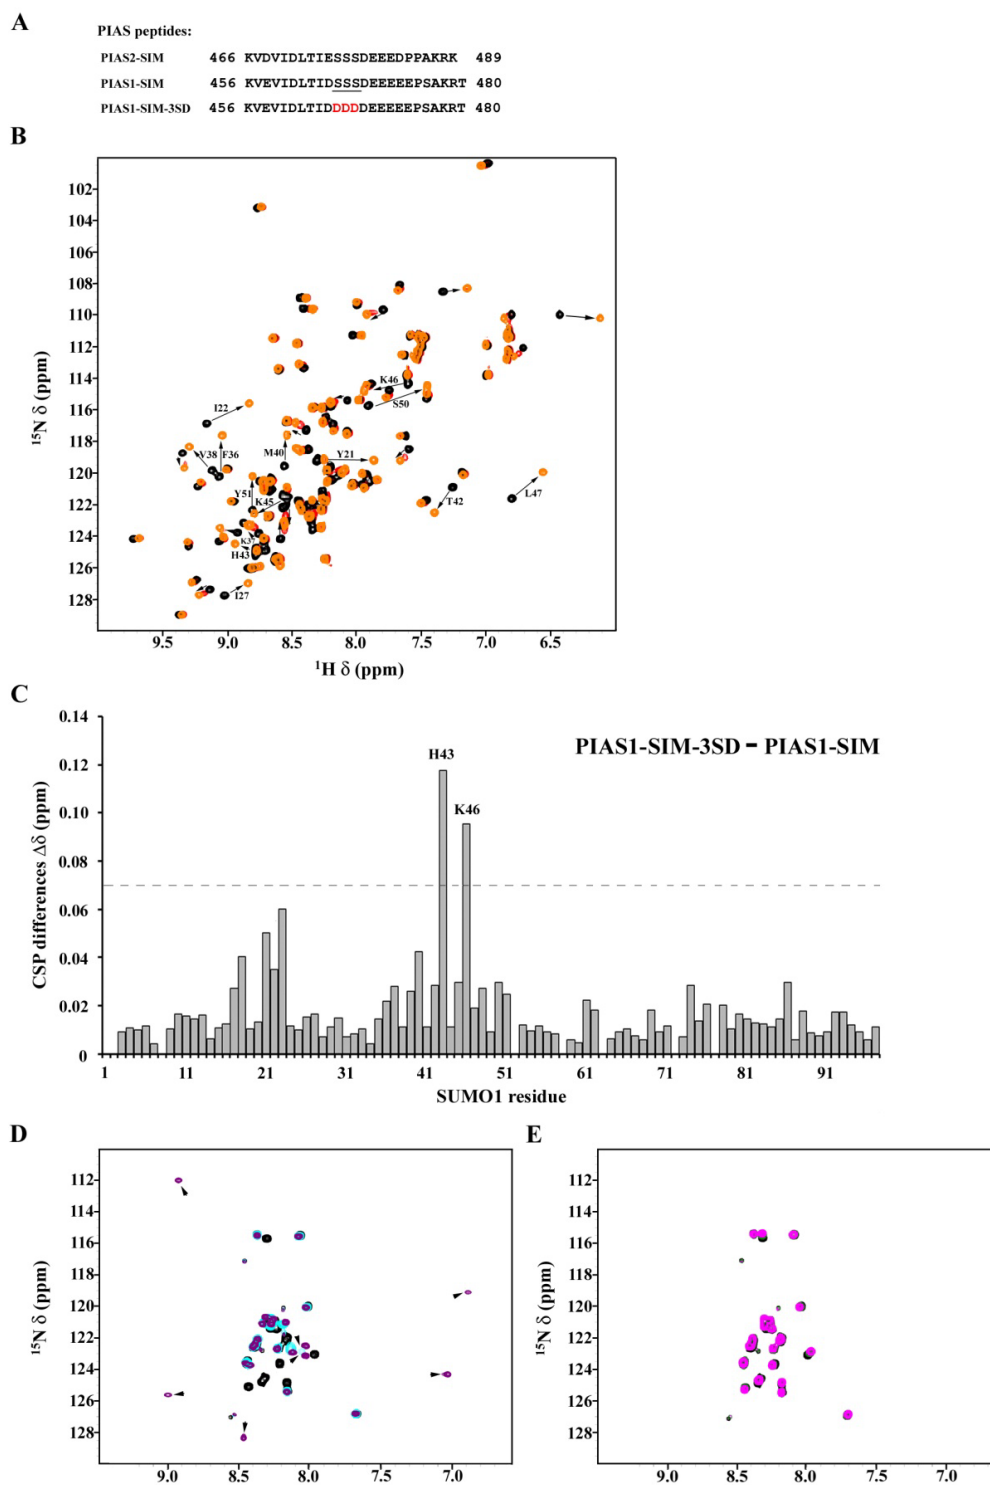 A
PIAS peptides:
PIAS2-SIM 466 KVDVIDLTIESSSDEEEDPPAKRK 489
PIAS1-SIM 456 KVEVIDLTIDSSSDEEEEEPSAKRT 480
PIAS1-SIM-3SD 456 KVEVIDLTIDDDDDEEEEEPSAKRT 480
B
102
104
106
108
110
112
114
116
118
120
122
124
126
128
15N δ (ppm)
K46
S50
I22
V38
F36
M40
Y21
Y51
K45
T42
L47
K37
H43
I27
9.5 9.0 8.5 8.0 7.5 7.0 6.5
1H δ (ppm)
C
0.14
0.12
0.10
0.08
0.06
0.04
0.02
0
CSP differences Δδ (ppm)
PIAS1-SIM-3SD - PIAS1-SIM
H43
K46
1 11 21 31 41 51 61 71 81 91
SUMO1 residue
D
112
114
116
118
120
122
124
126
128
15N δ (ppm)
9.0 8.5 8.0 7.5 7.0
E
112
114
116
118
120
122
124
126
128
15N δ (ppm)
9.0 8.5 8.0 7.5 7.0